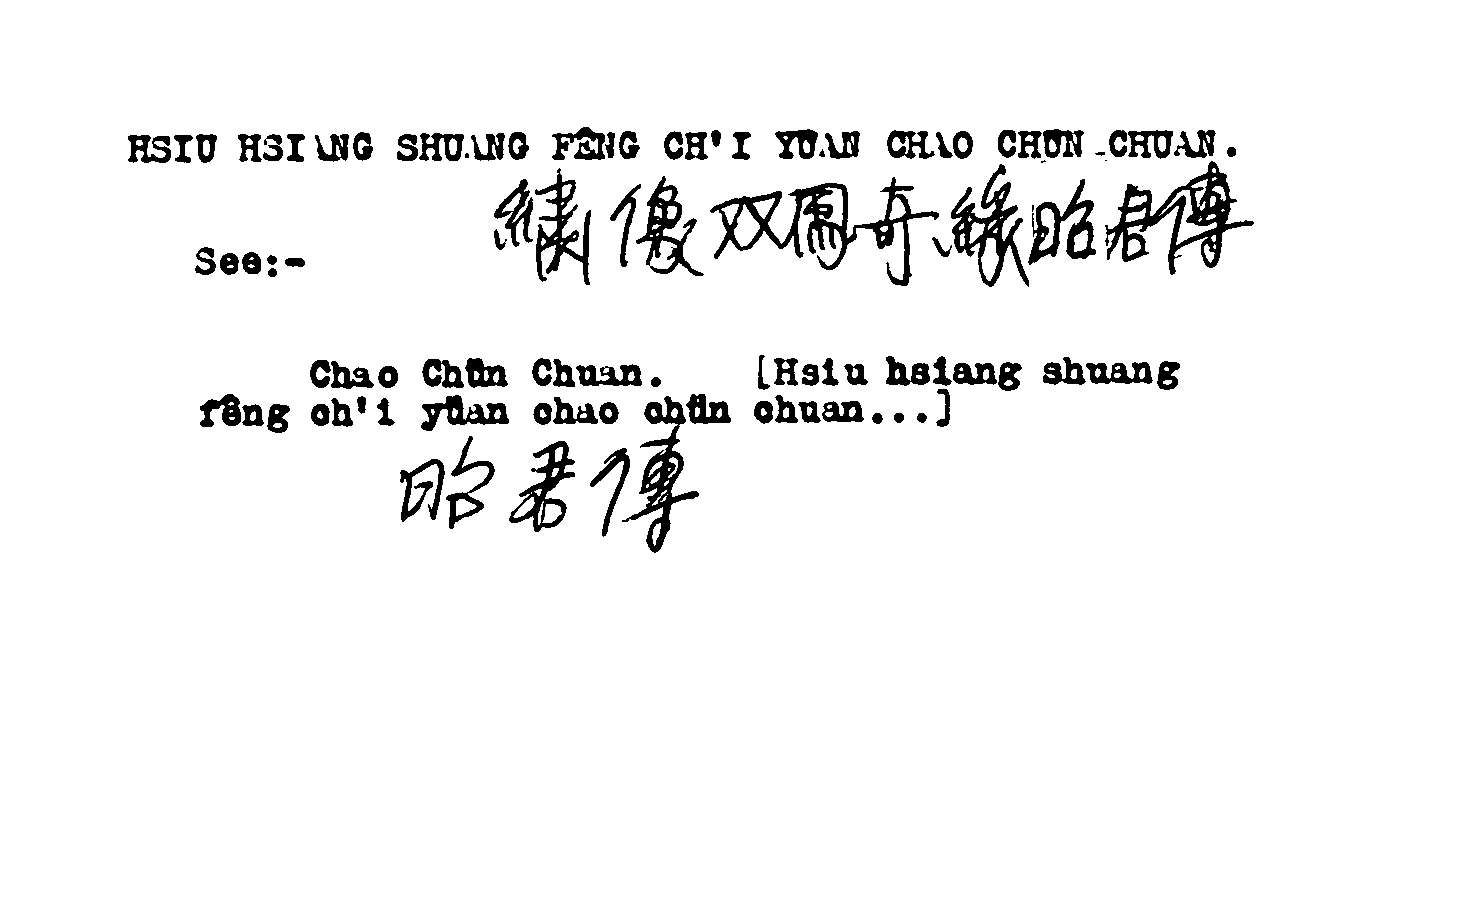 HSIU HSIANG SHUANG FÊNG CH'I YÜAN CHAO CHÜN CHUAN.
繡像双鳳奇緣昭君傳
See:-
Chao Chün Chuan. [Hsiu hsiang shuang
fêng ch'i yüan chao chün chuan...]
昭君傳